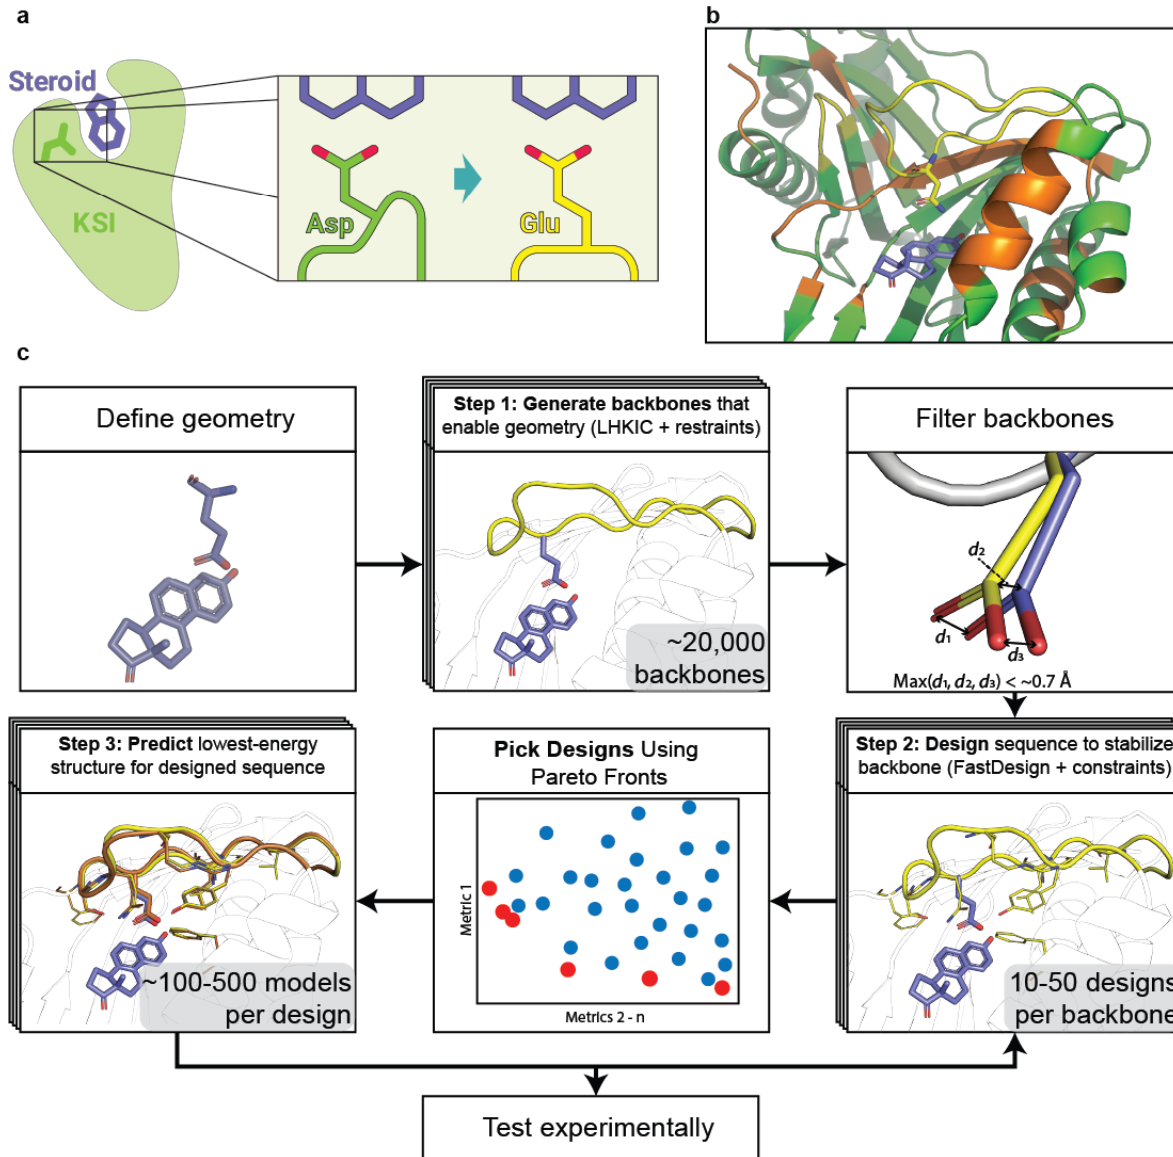 a
Steroid
KSI
Asp
Glu
b
c
Define geometry
Step 1: Generate backbones that
enable geometry (LHKIC + restraints)
~20,000
backbones
Filter backbones
d₂
d₁
d₃
Max(d₁, d₂, d₃) < ~0.7 Å
Step 3: Predict lowest-energy
structure for designed sequence
~100-500 models
per design
Pick Designs Using
Pareto Fronts
Metric 1
Metrics 2 - n
Step 2: Design sequence to stabilize
backbone (FastDesign + constraints)
10-50 designs
per backbone
Test experimentally